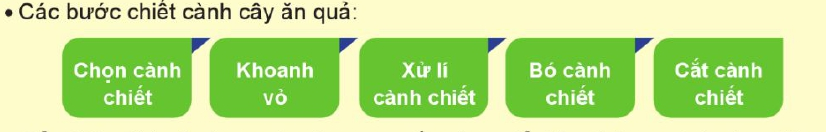 • Các bước chiết cành cây ăn quả:
Chọn cành
chiết
Khoanh
vỏ
Xử lí
cành chiết
Bó cành
chiết
Cắt cành
chiết